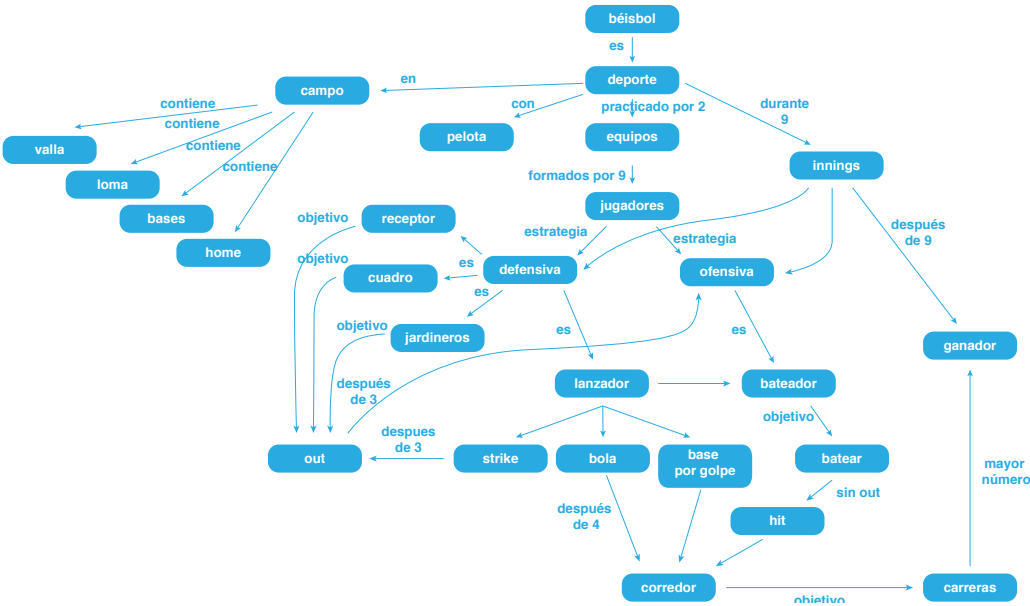 béisbol
es
deporte
en
campo
con
practicado por 2
durante
9
contiene
contiene
contiene
contiene
valla
loma
bases
home
pelota
equipos
innings
formados por 9
jugadores
estrategia
estrategia
después
de 9
objetivo
receptor
objetivo
cuadro
es
defensiva
ofensiva
es
objetivo
jardineros
es
es
ganador
después
de 3
lanzador
bateador
objetivo
despues
de 3
out
strike
bola
base
por golpe
batear
sin out
mayor
número
después
de 4
hit
corredor
objetivo
carreras